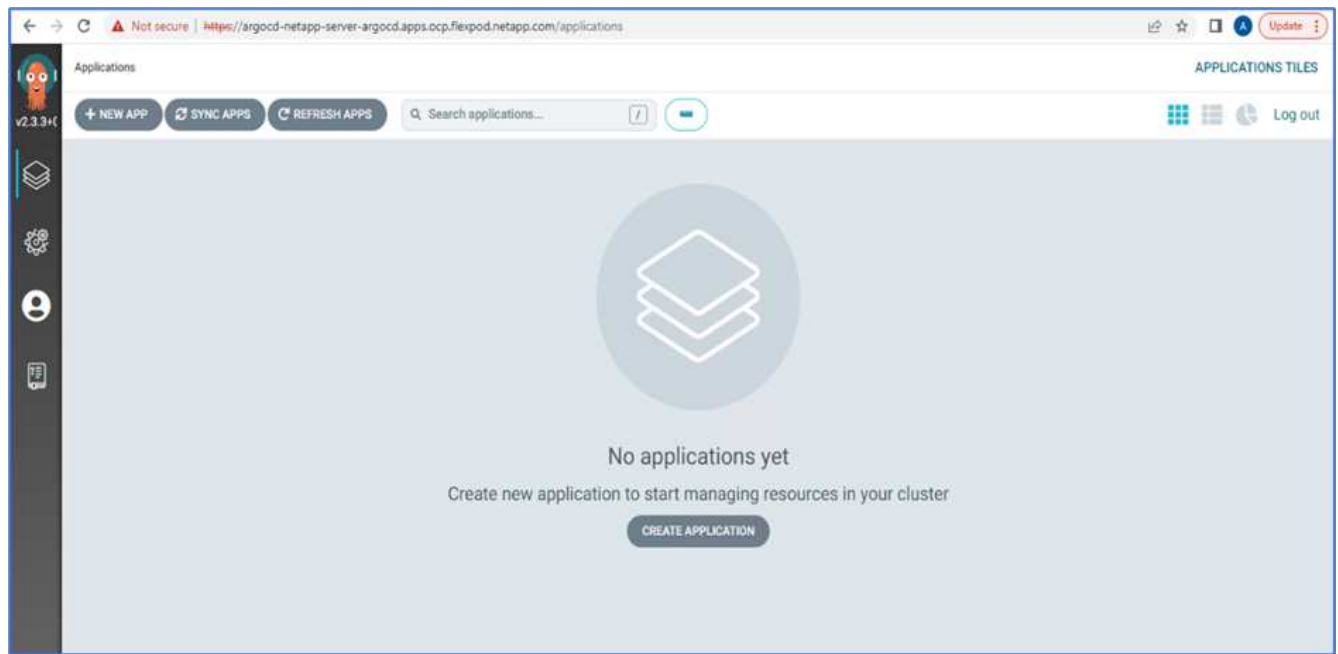 Not secure | https://argocd-netapp-server-argocd.apps.ocp.flexpod.netapp.com/applications
A
Update
Applications
APPLICATIONS TILES
v2.3.3+(
+ NEW APP
SYNC APPS
REFRESH APPS
Search applications...
/
Log out
No applications yet
Create new application to start managing resources in your cluster
CREATE APPLICATION